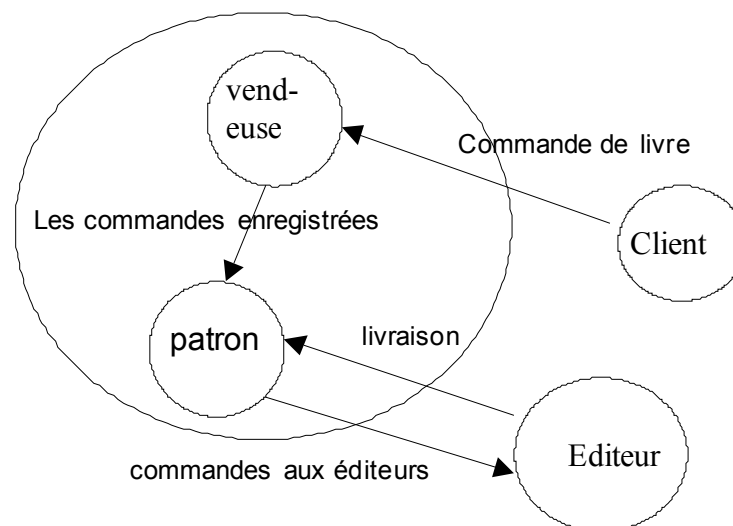 vend-
euse
Commande de livre
Les commandes enregistrées
Client
patron
livraison
Editeur
commandes aux éditeurs